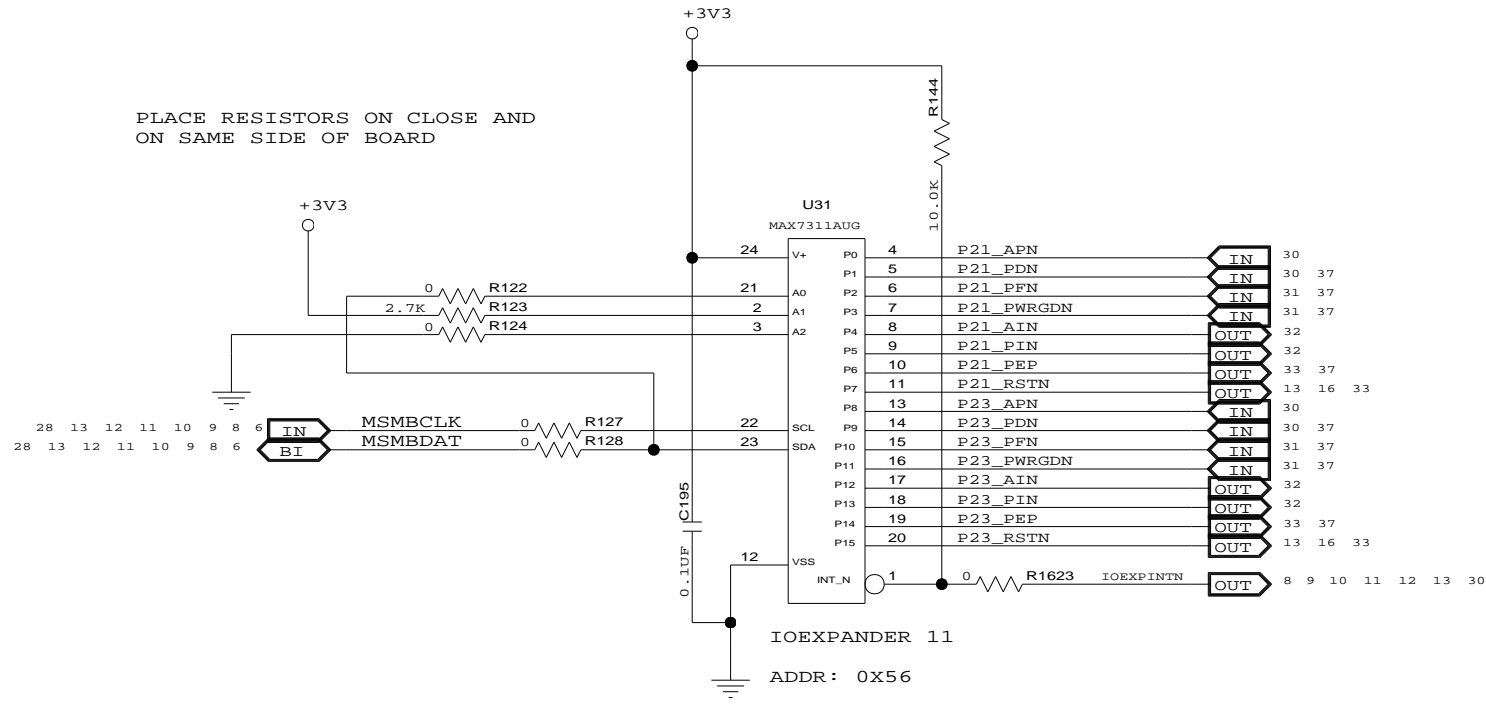 +3V3
PLACE RESISTORS ON CLOSE AND
ON SAME SIDE OF BOARD
R144
10.0K
+3V3
U31
MAX7311AUG
24 V+ P0 4 P21_APN IN 30
P1 5 P21_PDN IN 30 37
0 R122 21 A0 P2 6 P21_PFN IN 31 37
2.7K R123 2 A1 P3 7 P21_PWRGDN IN 31 37
0 R124 3 A2 P4 8 P21_AIN OUT 32
P5 9 P21_PIN OUT 32
P6 10 P21_PEP OUT 33 37
P7 11 P21_RSTN OUT 13 16 33
P8 13 P23_APN IN 30
28 13 12 11 10 9 8 6 IN MSMBCLK 0 R127 22 SCL P9 14 P23_PDN IN 30 37
28 13 12 11 10 9 8 6 BI MSMBDAT 0 R128 23 SDA P10 15 P23_PFN IN 31 37
P11 16 P23_PWRGDN IN 31 37
P12 17 P23_AIN OUT 32
P13 18 P23_PIN OUT 32
C195
0.1UF
P14 19 P23_PEP OUT 33 37
P15 20 P23_RSTN OUT 13 16 33
12 VSS
INT_N 1 0 R1623 IOEXPINTN OUT 8 9 10 11 12 13 30
IOEXPANDER 11
ADDR: 0X56